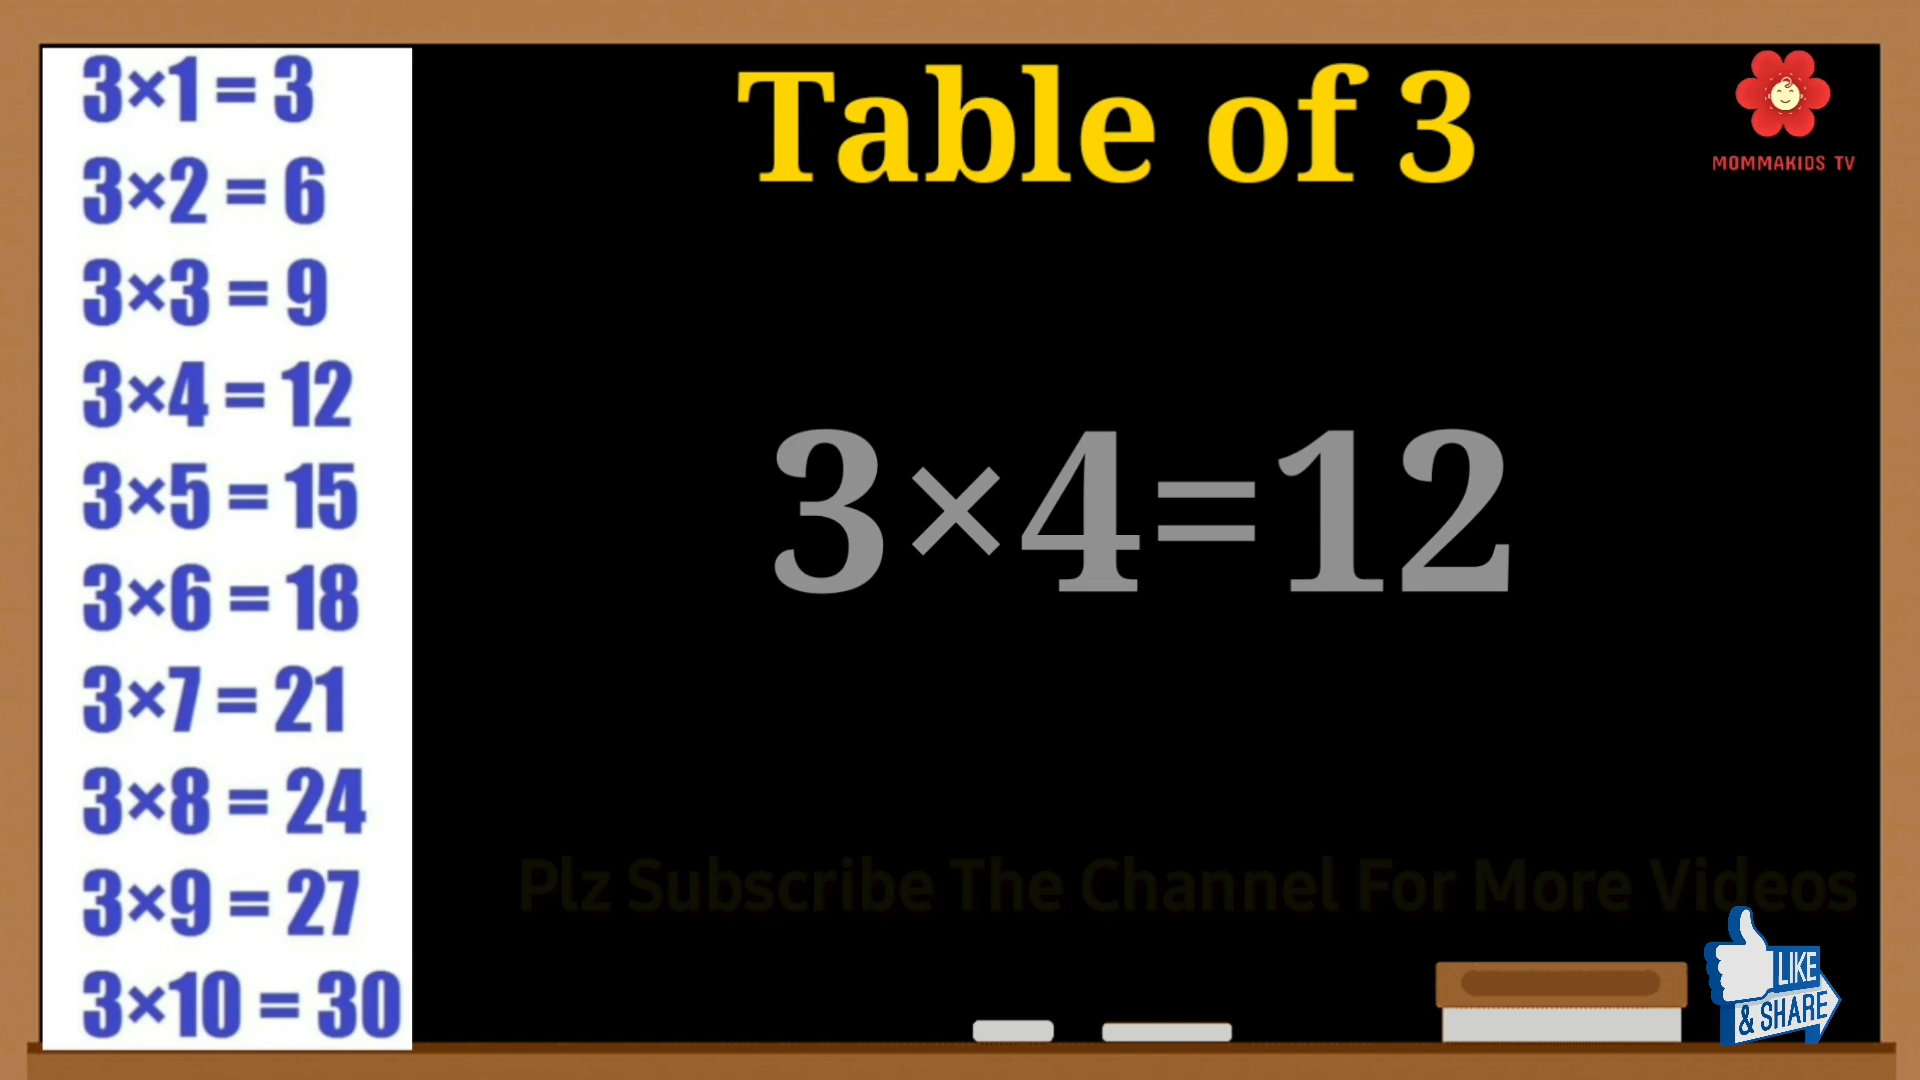 3×1 = 3
3×2 = 6
3×3 = 9
3×4 = 12
3×5 = 15
3×6 = 18
3×7 = 21
3×8 = 24
3×9 = 27
3×10 = 30
Table of 3
MOMMAKIDS TV
3×4=12
Plz Subscribe The Channel For More Videos
LIKE
& SHARE